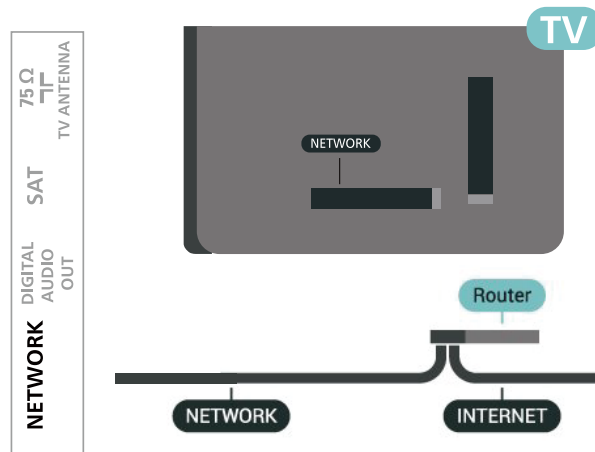 TV
75 Ω
TV ANTENNA
SAT
DIGITAL
AUDIO
OUT
NETWORK
NETWORK
Router
NETWORK
INTERNET